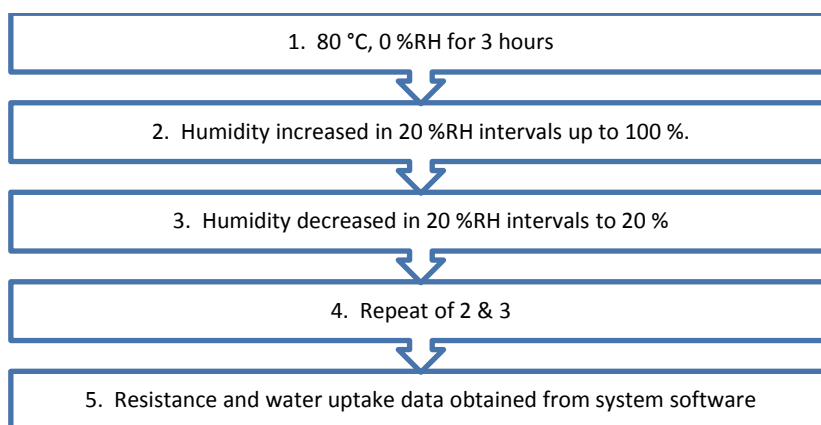 1. 80 °C, 0 %RH for 3 hours
2. Humidity increased in 20 %RH intervals up to 100 %.
3. Humidity decreased in 20 %RH intervals to 20 %
4. Repeat of 2 & 3
5. Resistance and water uptake data obtained from system software